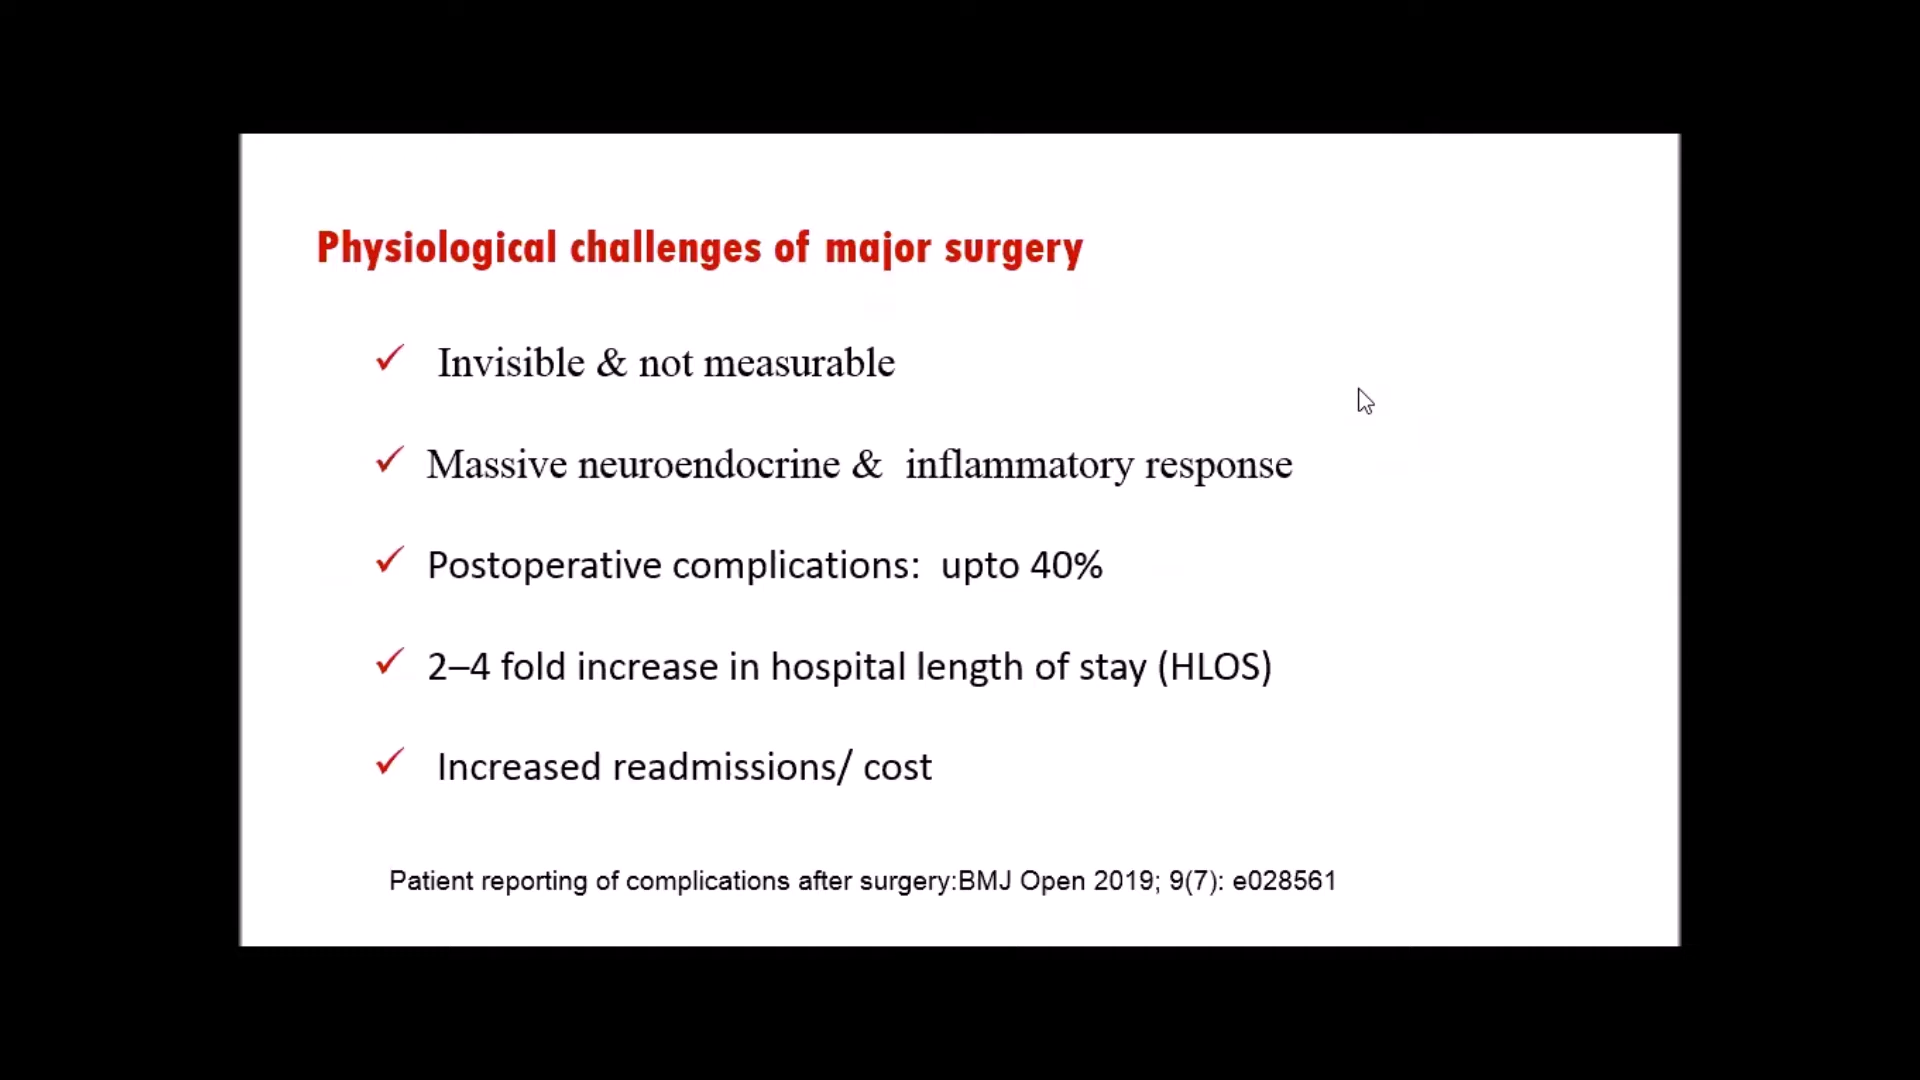 Physiological challenges of major surgery
✓ Invisible & not measurable
✓ Massive neuroendocrine & inflammatory response
✓ Postoperative complications: upto 40%
✓ 2–4 fold increase in hospital length of stay (HLOS)
✓ Increased readmissions/ cost
Patient reporting of complications after surgery:BMJ Open 2019; 9(7): e028561